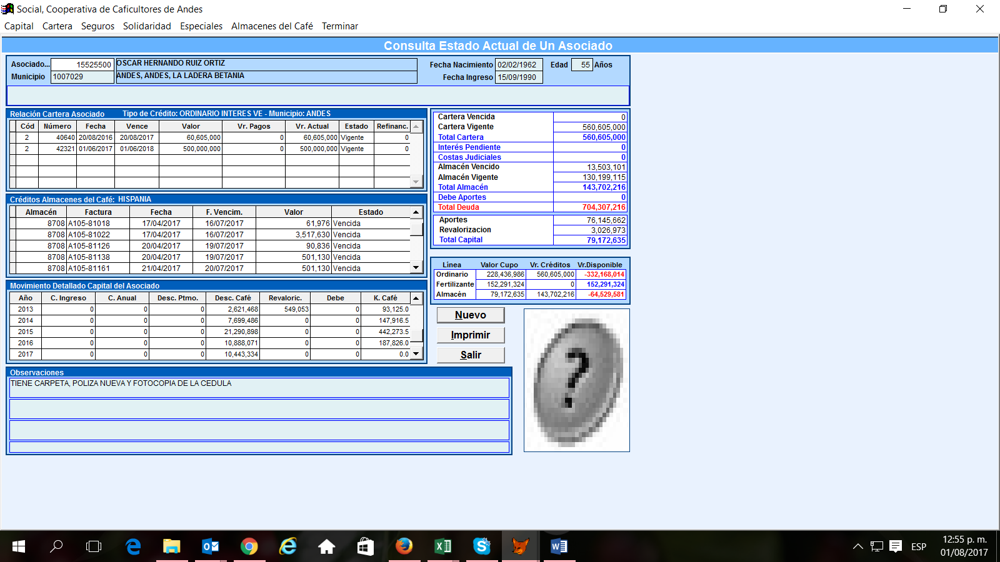 Social, Cooperativa de Caficultores de Andes
Capital Cartera Seguros Solidaridad Especiales Almacenes del Café Terminar
Consulta Estado Actual de Un Asociado
Asociado... 15525500 OSCAR HERNANDO RUIZ ORTIZ Fecha Nacimiento 02/02/1962 Edad 55 Años
Municipio 1007029 ANDES, ANDES, LA LADERA BETANIA Fecha Ingreso 15/09/1990
Relación Cartera Asociado Tipo de Crédito: ORDINARIO INTERES VE - Municipio: ANDES
Cód Número Fecha Vence Valor Vr. Pagos Vr. Actual Estado Refinanc.
2 40640 20/08/2016 20/08/2017 60,605,000 0 60,605,000 Vigente 0
2 42321 01/06/2017 01/06/2018 500,000,000 0 500,000,000 Vigente 0
Créditos Almacenes del Café: HISPANIA
Almacén Factura Fecha F. Vencim. Valor Estado
8708 A105-81018 17/04/2017 16/07/2017 61,976 Vencida
8708 A105-81022 17/04/2017 16/07/2017 3,517,630 Vencida
8708 A105-81126 20/04/2017 19/07/2017 90,836 Vencida
8708 A105-81138 20/04/2017 19/07/2017 501,130 Vencida
8708 A105-81161 21/04/2017 20/07/2017 501,130 Vencida
Movimiento Detallado Capital del Asociado
Año C. Ingreso C. Anual Desc. Ptmo. Desc. Café Revaloric. Debe K. Café
2013 0 0 0 2,621,468 549,053 0 93,125.0
2014 0 0 0 7,699,486 0 0 147,916.5
2015 0 0 0 21,290,898 0 0 442,273.5
2016 0 0 0 10,888,071 0 0 187,826.0
2017 0 0 0 10,443,334 0 0 0.0
Observaciones
TIENE CARPETA, POLIZA NUEVA Y FOTOCOPIA DE LA CEDULA
Cartera Vencida 0
Cartera Vigente 560,605,000
Total Cartera 560,605,000
Interés Pendiente 0
Costas Judiciales 0
Almacén Vencido 13,503,101
Almacén Vigente 130,199,115
Total Almacén 143,702,216
Debe Aportes 0
Total Deuda 704,307,216
Aportes 76,145,662
Revalorizacion 3,026,973
Total Capital 79,172,635
Línea Valor Cupo Vr. Créditos Vr.Disponible
Ordinario 228,436,986 560,605,000 -332,168,014
Fertilizante 152,291,324 0 152,291,324
Almacén 79,172,635 143,702,216 -64,529,581
Nuevo
Imprimir
Salir
?
ESP
12:55 p. m.
01/08/2017